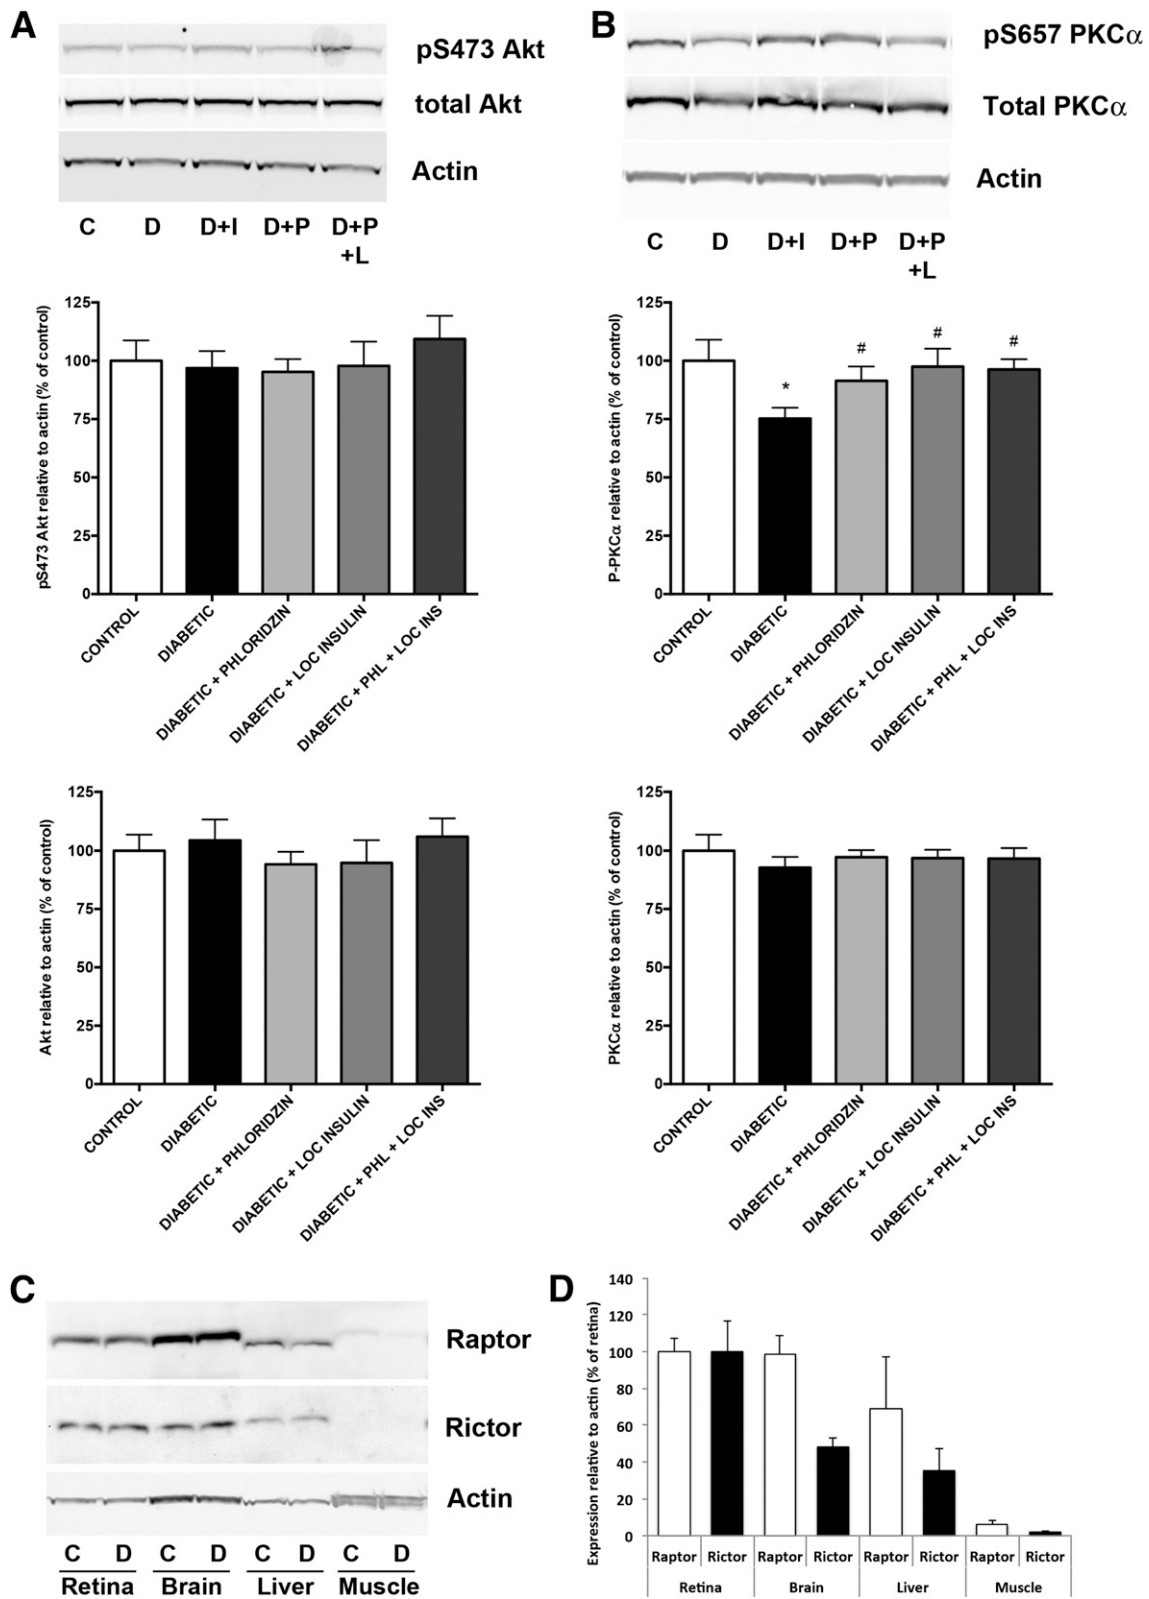 A
pS473 Akt
total Akt
Actin
C D D+I D+P D+P
+L
B
pS657 PKCα
Total PKCα
Actin
C D D+I D+P D+P
+L
pS473 Akt relative to actin (% of control)
125
100
75
50
25
0
CONTROL
DIABETIC
DIABETIC + PHLORIDZIN
DIABETIC + LOC INSULIN
DIABETIC + PHL + LOC INS
P-PKCα relative to actin (% of control)
125
100
75
50
25
0
*
#
#
#
CONTROL
DIABETIC
DIABETIC + PHLORIDZIN
DIABETIC + LOC INSULIN
DIABETIC + PHL + LOC INS
Akt relative to actin (% of control)
125
100
75
50
25
0
CONTROL
DIABETIC
DIABETIC + PHLORIDZIN
DIABETIC + LOC INSULIN
DIABETIC + PHL + LOC INS
PKCα relative to actin (% of control)
125
100
75
50
25
0
CONTROL
DIABETIC
DIABETIC + PHLORIDZIN
DIABETIC + LOC INSULIN
DIABETIC + PHL + LOC INS
C
Raptor
Rictor
Actin
C D C D C D C D
Retina Brain Liver Muscle
D
Expression relative to actin (% of retina)
140
120
100
80
60
40
20
0
Raptor Rictor Raptor Rictor Raptor Rictor Raptor Rictor
Retina Brain Liver Muscle